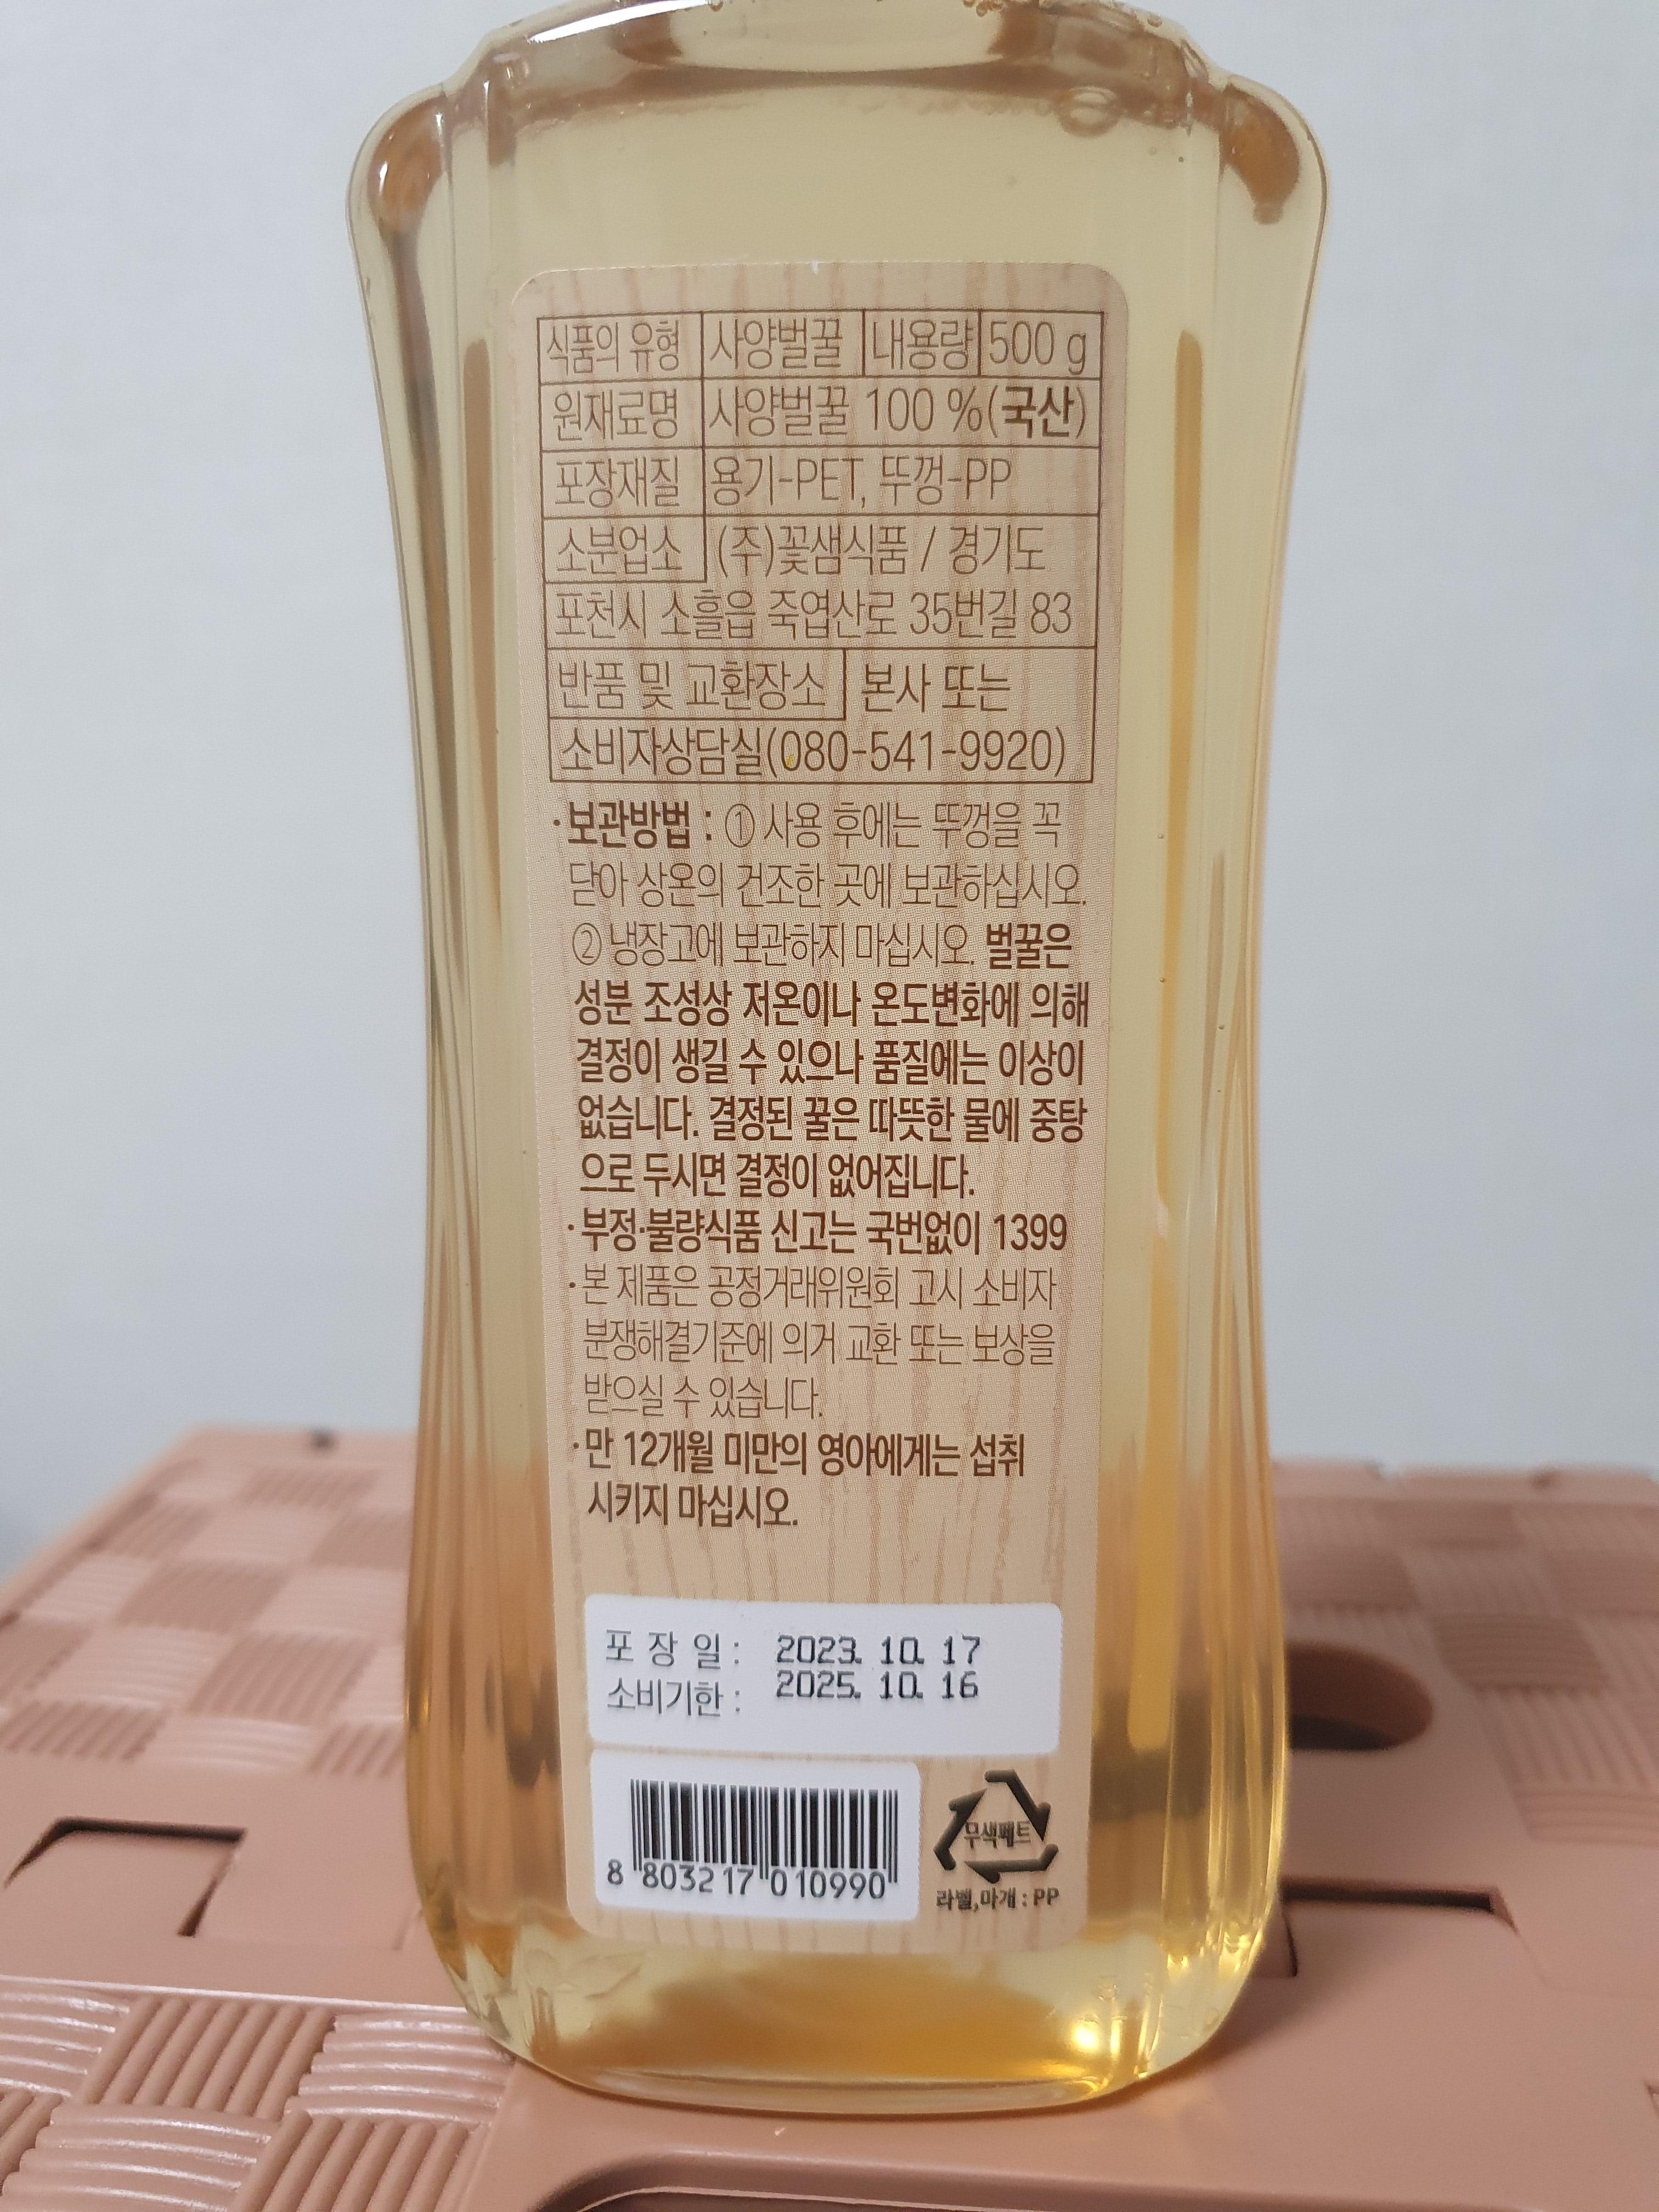 식품의 유형 사양벌꿀 내용량 500 g
원재료명 사양벌꿀 100 %(국산)
포장재질 용기-PET, 뚜껑-PP
소분업소 (주)꽃샘식품 / 경기도
포천시 소흘읍 죽엽산로 35번길 83
반품 및 교환장소 본사 또는
소비자상담실(080-541-9920)
·보관방법 : ① 사용 후에는 뚜껑을 꼭
닫아 상온의 건조한 곳에 보관하십시오.
② 냉장고에 보관하지 마십시오. 벌꿀은
성분 조성상 저온이나 온도변화에 의해
결정이 생길 수 있으나 품질에는 이상이
없습니다. 결정된 꿀은 따뜻한 물에 중탕
으로 두시면 결정이 없어집니다.
·부정·불량식품 신고는 국번없이 1399
·본 제품은 공정거래위원회 고시 소비자
분쟁해결기준에 의거 교환 또는 보상을
받으실 수 있습니다.
·만 12개월 미만의 영아에게는 섭취
시키지 마십시오.
포 장 일 : 2023. 10. 17
소비기한 : 2025. 10. 16
무색페트
8 803217 010990
라벨,마개 : PP